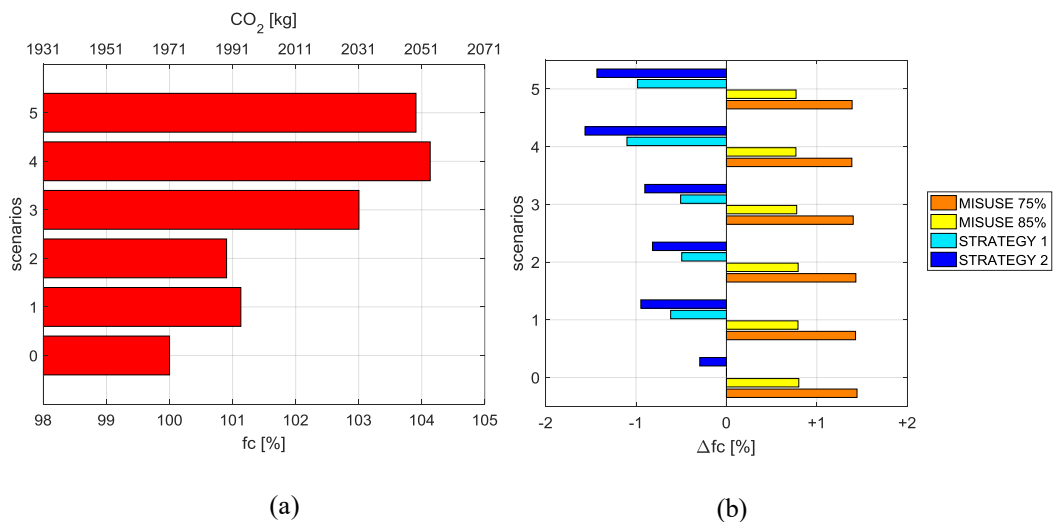 CO2 [kg]
1931 1951 1971 1991 2011 2031 2051 2071
5
4
3
2
1
0
scenarios
98 99 100 101 102 103 104 105
fc [%]
(a)
5
4
3
2
1
0
scenarios
-2 -1 0 +1 +2
Δfc [%]
(b)
MISUSE 75%
MISUSE 85%
STRATEGY 1
STRATEGY 2